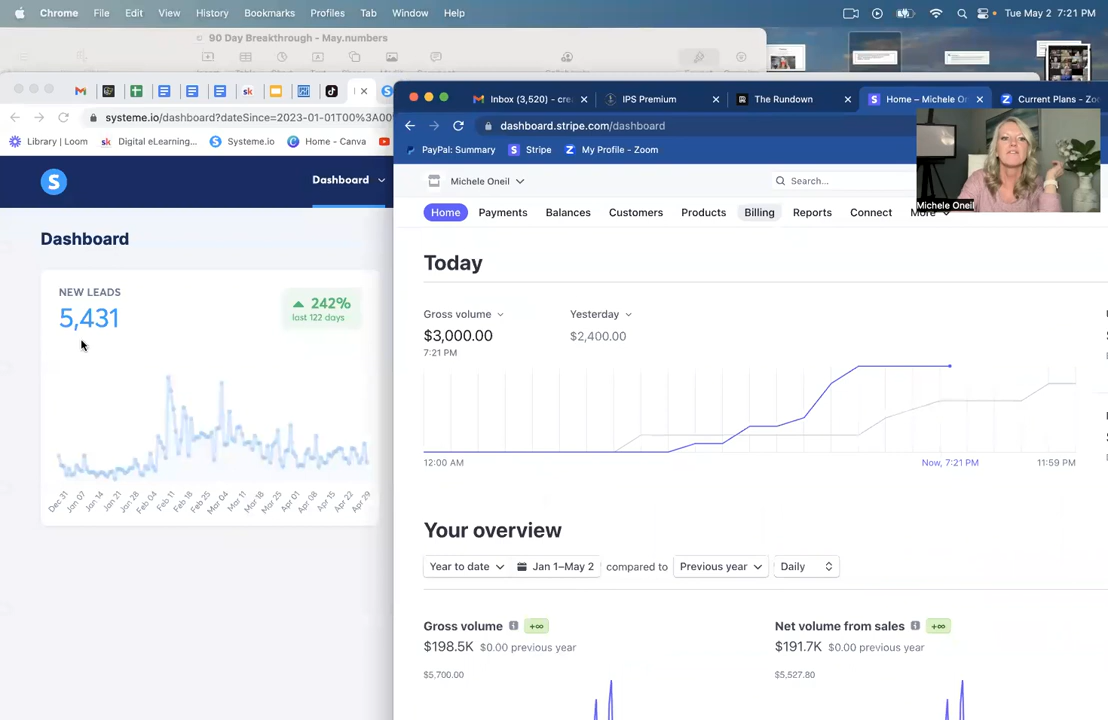 Chrome File Edit View History Bookmarks Profiles Tab Window Help Tue May 2 7:21 PM
90 Day Breakthrough - May.numbers
systeme.io/dashboard?dateSince=2023-01-01T00%3A00
Library | Loom sk Digital eLearning... Systeme.io Home - Canva
Inbox (3,520) - cre IPS Premium The Rundown Home – Michele O Current Plans - Zoo
dashboard.stripe.com/dashboard
PayPal: Summary Stripe My Profile - Zoom
Dashboard
Michele Oneil Search...
Michele Oneil
Home Payments Balances Customers Products Billing Reports Connect More
Dashboard
NEW LEADS
5,431
242%
last 122 days
Dec 31 Jan 07 Jan 14 Jan 21 Jan 28 Feb 04 Feb 11 Feb 18 Feb 25 Mar 04 Mar 11 Mar 18 Mar 25 Apr 01 Apr 08 Apr 15 Apr 22 Apr 29
Today
Gross volume Yesterday
$3,000.00 $2,400.00
7:21 PM
12:00 AM Now, 7:21 PM 11:59 PM
Your overview
Year to date Jan 1–May 2 compared to Previous year Daily
Gross volume +∞ Net volume from sales +∞
$198.5K $0.00 previous year $191.7K $0.00 previous year
$5,700.00 $5,527.80